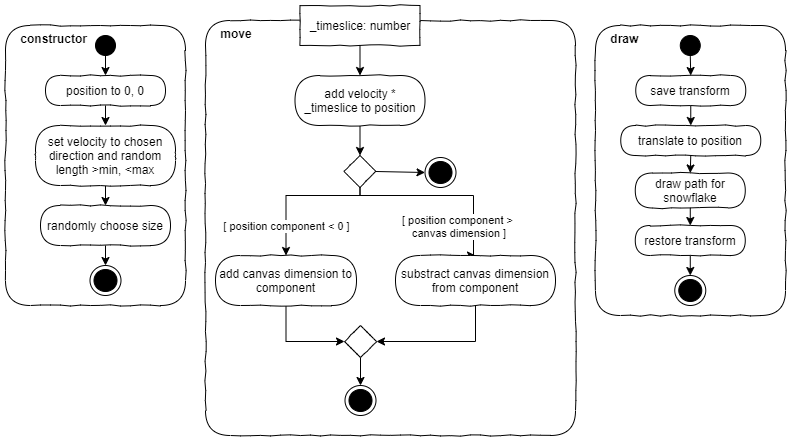 constructor
position to 0, 0
set velocity to chosen
direction and random
length >min, <max
randomly choose size
_timeslice: number
move
add velocity *
_timeslice to position
[ position component < 0 ]
[ position component >
canvas dimension ]
add canvas dimension to
component
substract canvas dimension
from component
draw
save transform
translate to position
draw path for
snowflake
restore transform